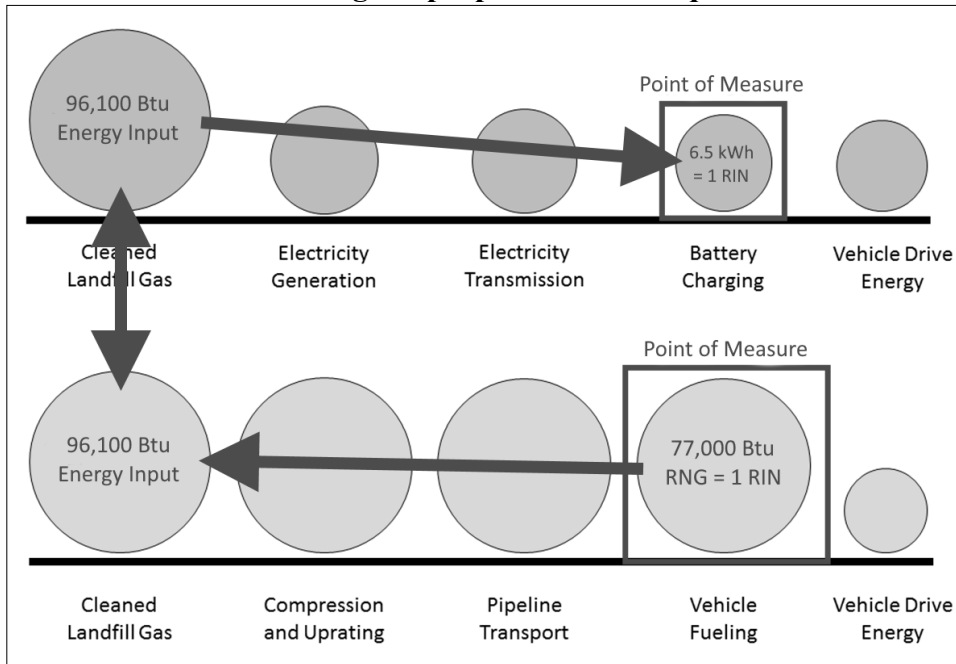 Point of Measure
96,100 Btu
Energy Input
6.5 kWh
= 1 RIN
Cleaned
Landfill Gas
Electricity
Generation
Electricity
Transmission
Battery
Charging
Vehicle Drive
Energy
Point of Measure
96,100 Btu
Energy Input
77,000 Btu
RNG = 1 RIN
Cleaned
Landfill Gas
Compression
and Uprating
Pipeline
Transport
Vehicle
Fueling
Vehicle Drive
Energy